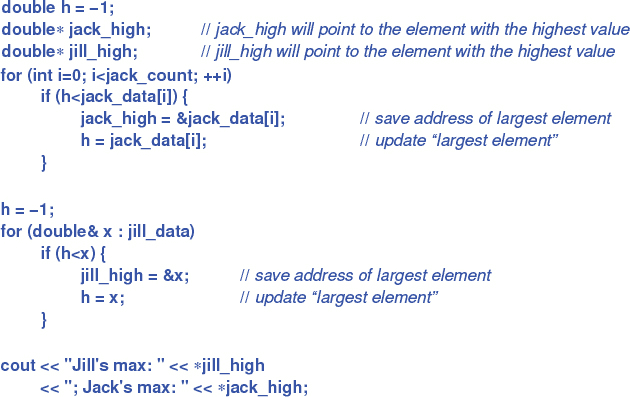 double h = −1;
double∗ jack_high;	// jack_high will point to the element with the highest value
double∗ jill_high;	// jill_high will point to the element with the highest value
for (int i=0; i<jack_count; ++i)
	if (h<jack_data[i]) {
		jack_high = &jack_data[i];	// save address of largest element
		h = jack_data[i];	// update “largest element”
	}

h = −1;
for (double& x : jill_data)
	if (h<x) {
		jill_high = &x;	// save address of largest element
		h = x;	// update “largest element”
	}

cout << "Jill's max: " << ∗jill_high
	<< "; Jack's max: " << ∗jack_high;